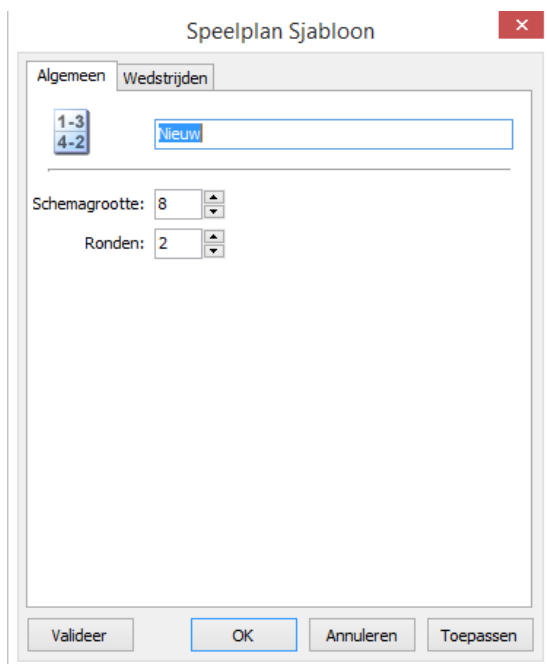 Speelplan Sjabloon
Algemeen Wedstrijden
1-3
4-2
Nieuw
Schemagrootte: 8
Ronden: 2
Valideer OK Annuleren Toepassen